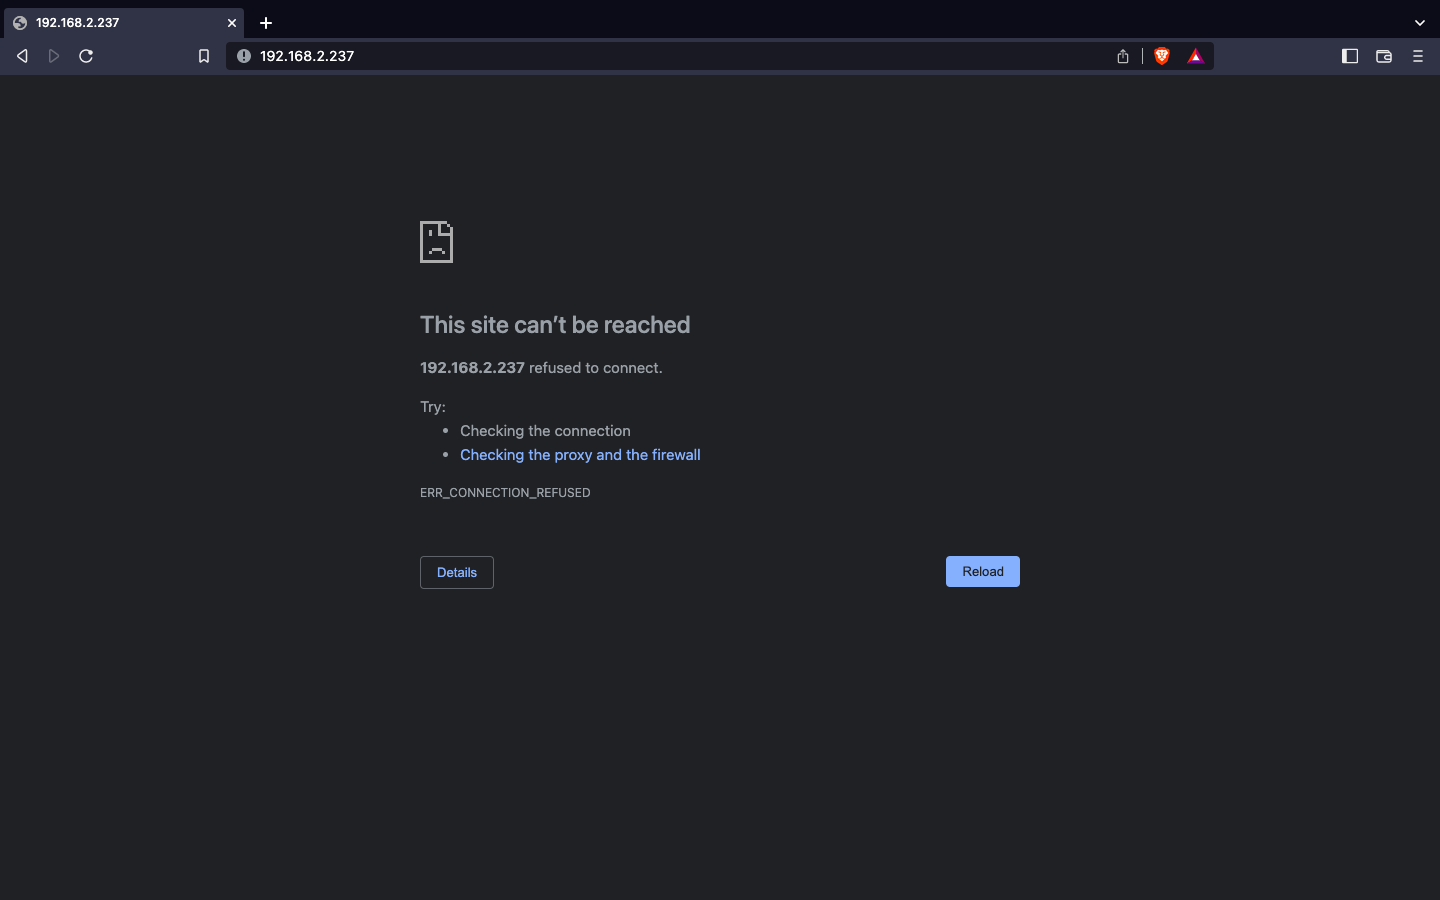 192.168.2.237
192.168.2.237
This site can’t be reached
192.168.2.237 refused to connect.
Try:
• Checking the connection
• Checking the proxy and the firewall
ERR_CONNECTION_REFUSED
Details
Reload